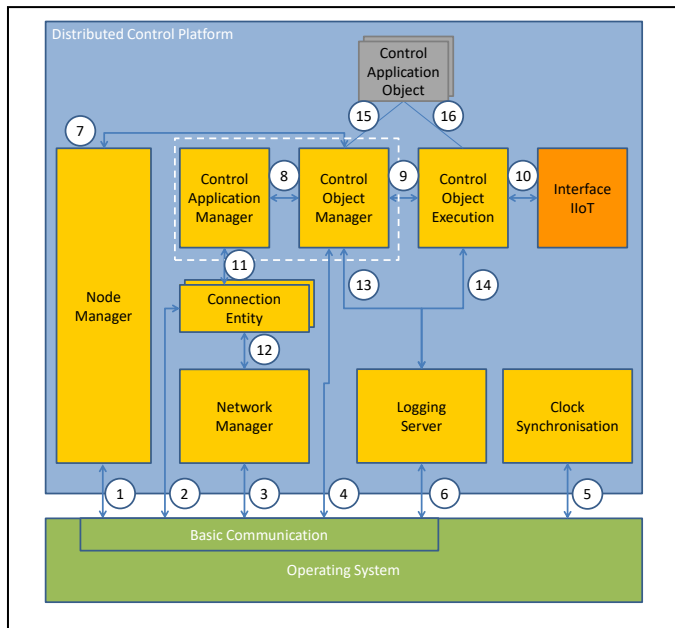 Distributed Control Platform
Control
Application
Object
15
16
7
Control
Application
Manager
8
Control
Object
Manager
9
Control
Object
Execution
10
Interface
IIoT
Node
Manager
11
13
14
Connection
Entity
12
Network
Manager
Logging
Server
Clock
Synchronisation
1
2
3
4
6
5
Basic Communication
Operating System